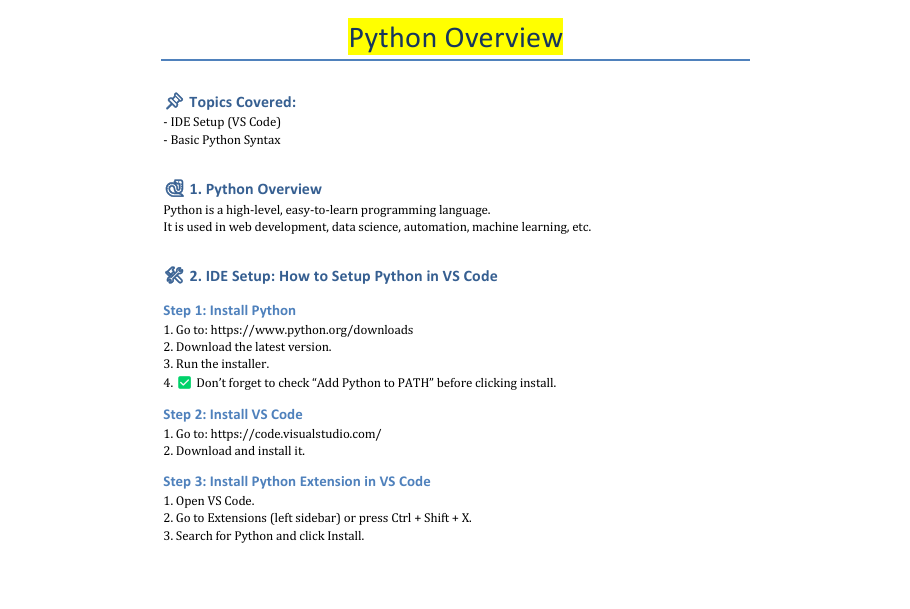 Python Overview
📌 Topics Covered:
- IDE Setup (VS Code)
- Basic Python Syntax
1. Python Overview
Python is a high-level, easy-to-learn programming language.
It is used in web development, data science, automation, machine learning, etc.
🛠 2. IDE Setup: How to Setup Python in VS Code
Step 1: Install Python
1. Go to: https://www.python.org/downloads
2. Download the latest version.
3. Run the installer.
4. ✅ Don’t forget to check “Add Python to PATH” before clicking install.
Step 2: Install VS Code
1. Go to: https://code.visualstudio.com/
2. Download and install it.
Step 3: Install Python Extension in VS Code
1. Open VS Code.
2. Go to Extensions (left sidebar) or press Ctrl + Shift + X.
3. Search for Python and click Install.